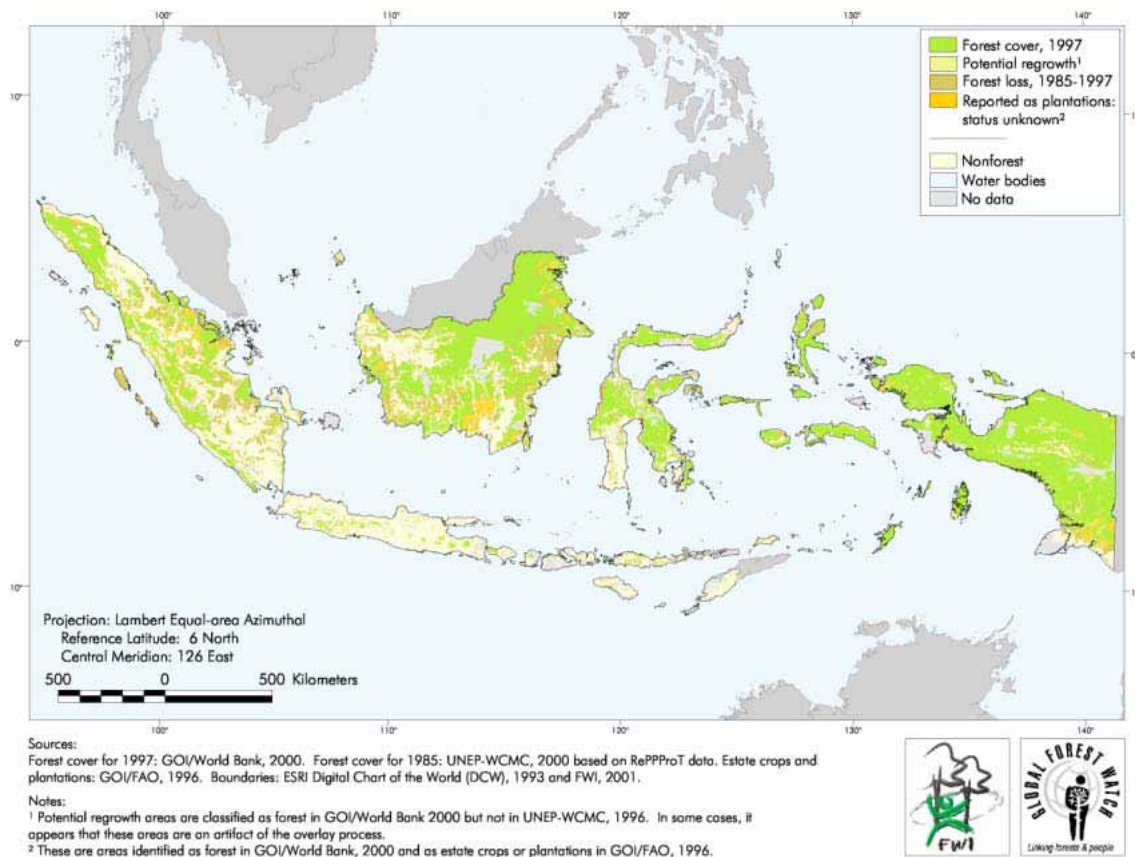 100°
110°
120°
130°
140°
Forest cover, 1997
Potential regrowth¹
Forest loss, 1985-1997
Reported as plantations:
status unknown²
Nonforest
Water bodies
No data
10°
0°
10°
Projection: Lambert Equal-area Azimuthal
Reference Latitude: 6 North
Central Meridian: 126 East
500 0 500 Kilometers
100°
110°
120°
130°
140°
Sources:
Forest cover for 1997: GOI/World Bank, 2000. Forest cover for 1985: UNEP-WCMC, 2000 based on RePPProT data. Estate crops and
plantations: GOI/FAO, 1996. Boundaries: ESRI Digital Chart of the World (DCW), 1993 and FWI, 2001.
Notes:
¹ Potential regrowth areas are classified as forest in GOI/World Bank 2000 but not in UNEP-WCMC, 1996. In some cases, it
appears that these areas are an artifact of the overlay process.
² These are areas identified as forest in GOI/World Bank, 2000 and as estate crops or plantations in GOI/FAO, 1996.
FWI
GLOBAL FOREST WATCH
Linking forests & people